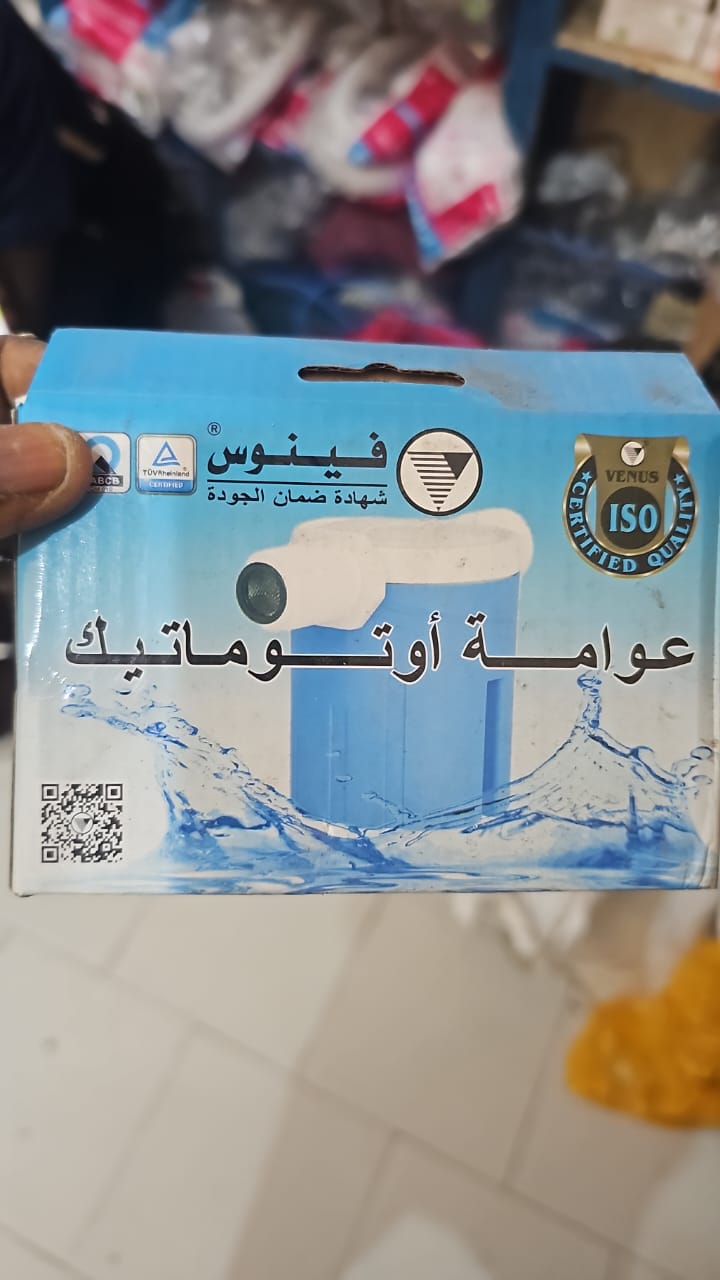 ABCB
TÜVRheinland
CERTIFIED
®
فينوس
شهادة ضمان الجودة
VENUS
ISO
CERTIFIED QUALITY
عوامة أوتوماتيك